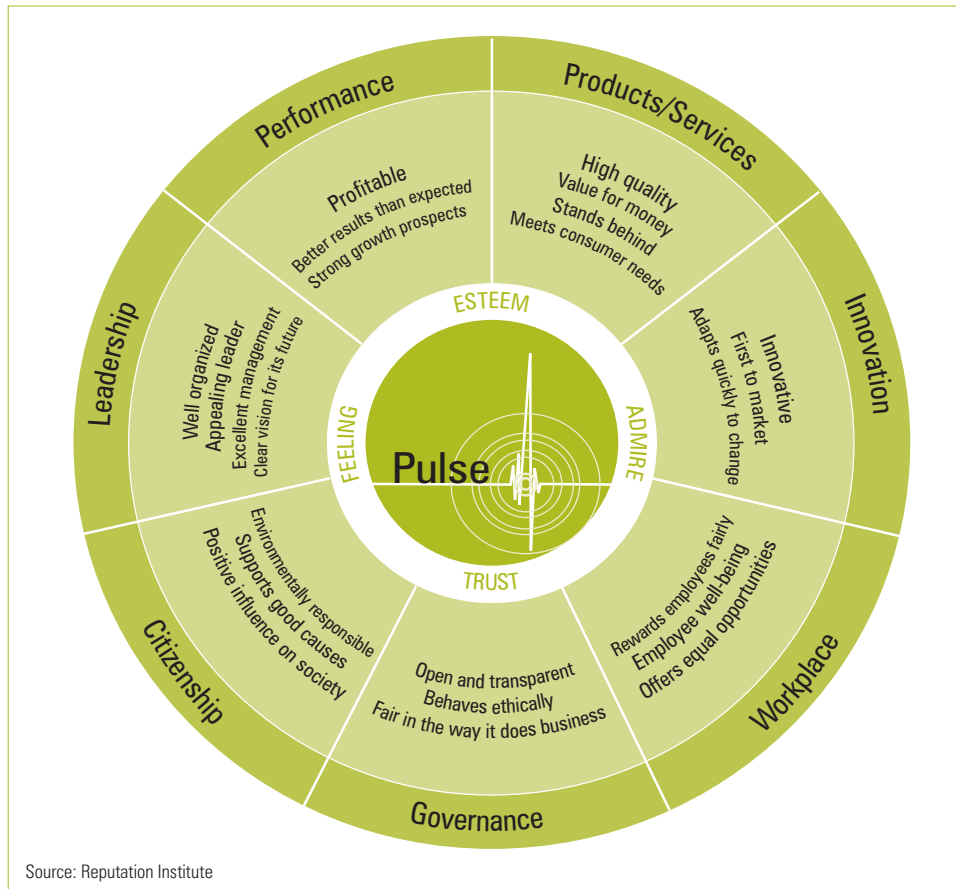 Performance
Profitable
Better results than expected
Strong growth prospects
Products/Services
High quality
Value for money
Stands behind
Meets consumer needs
Innovation
Innovative
First to market
Adapts quickly to change
Workplace
Rewards employees fairly
Employee well-being
Offers equal opportunities
Governance
Open and transparent
Behaves ethically
Fair in the way it does business
Citizenship
Environmentally responsible
Supports good causes
Positive influence on society
Leadership
Well organized
Appealing leader
Excellent management
Clear vision for its future
ESTEEM
ADMIRE
TRUST
FEELING
Pulse
Source: Reputation Institute